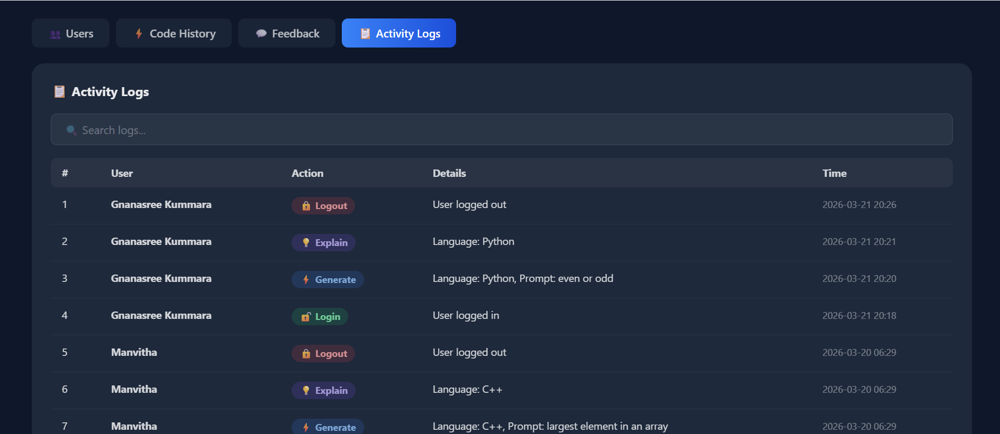 Users Code History Feedback Activity Logs
Activity Logs
Search logs...
# User Action Details Time
1 Gnanasree Kummara Logout User logged out 2026-03-21 20:26
2 Gnanasree Kummara Explain Language: Python 2026-03-21 20:21
3 Gnanasree Kummara Generate Language: Python, Prompt: even or odd 2026-03-21 20:20
4 Gnanasree Kummara Login User logged in 2026-03-21 20:18
5 Manvitha Logout User logged out 2026-03-20 06:29
6 Manvitha Explain Language: C++ 2026-03-20 06:29
7 Manvitha Generate Language: C++, Prompt: largest element in an array 2026-03-20 06:29